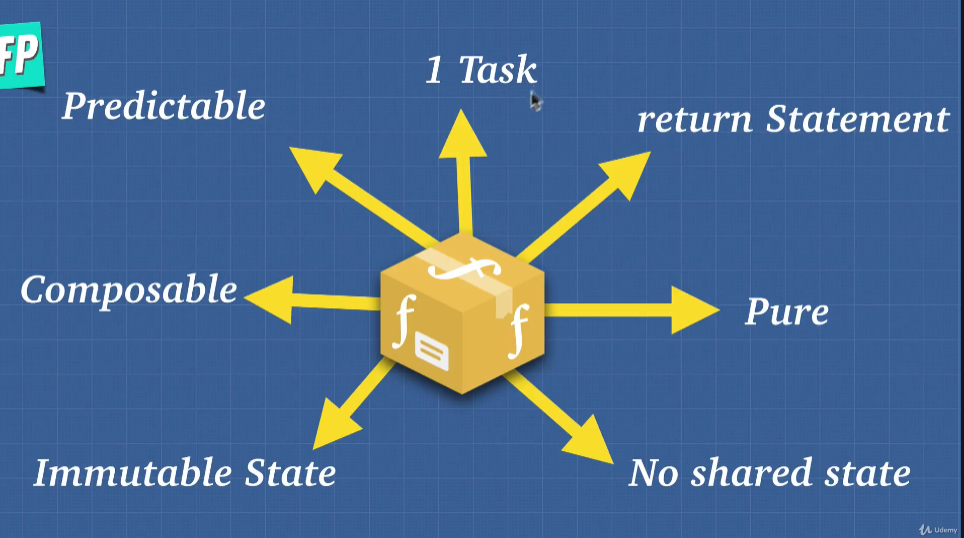 FP
1 Task
Predictable
return Statement
Composable
Pure
Immutable State
No shared state
f
f
f
Udemy